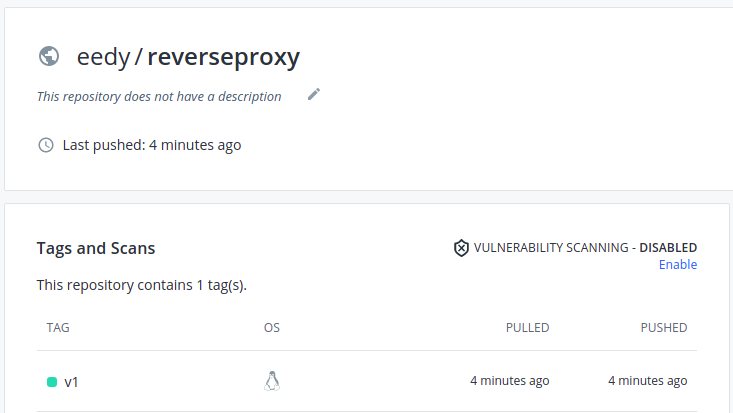 eedy / reverseproxy
This repository does not have a description
Last pushed: 4 minutes ago
Tags and Scans
VULNERABILITY SCANNING - DISABLED
Enable
This repository contains 1 tag(s).
TAG OS PULLED PUSHED
v1 4 minutes ago 4 minutes ago